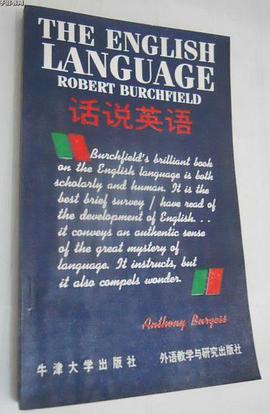 THE ENGLISH
LANGUAGE
ROBERT BURCHFIELD
话说英语
Burchfield's brilliant book
on the English language is both
scholarly and human. It is the
best brief survey I have read of
the development of English. . .
it conveys an authentic sense
of the great mystery of
language. It instructs, but
it also compels wonder.
Anthony Burgess
牛津大学出版社
外语教学与研究出版社